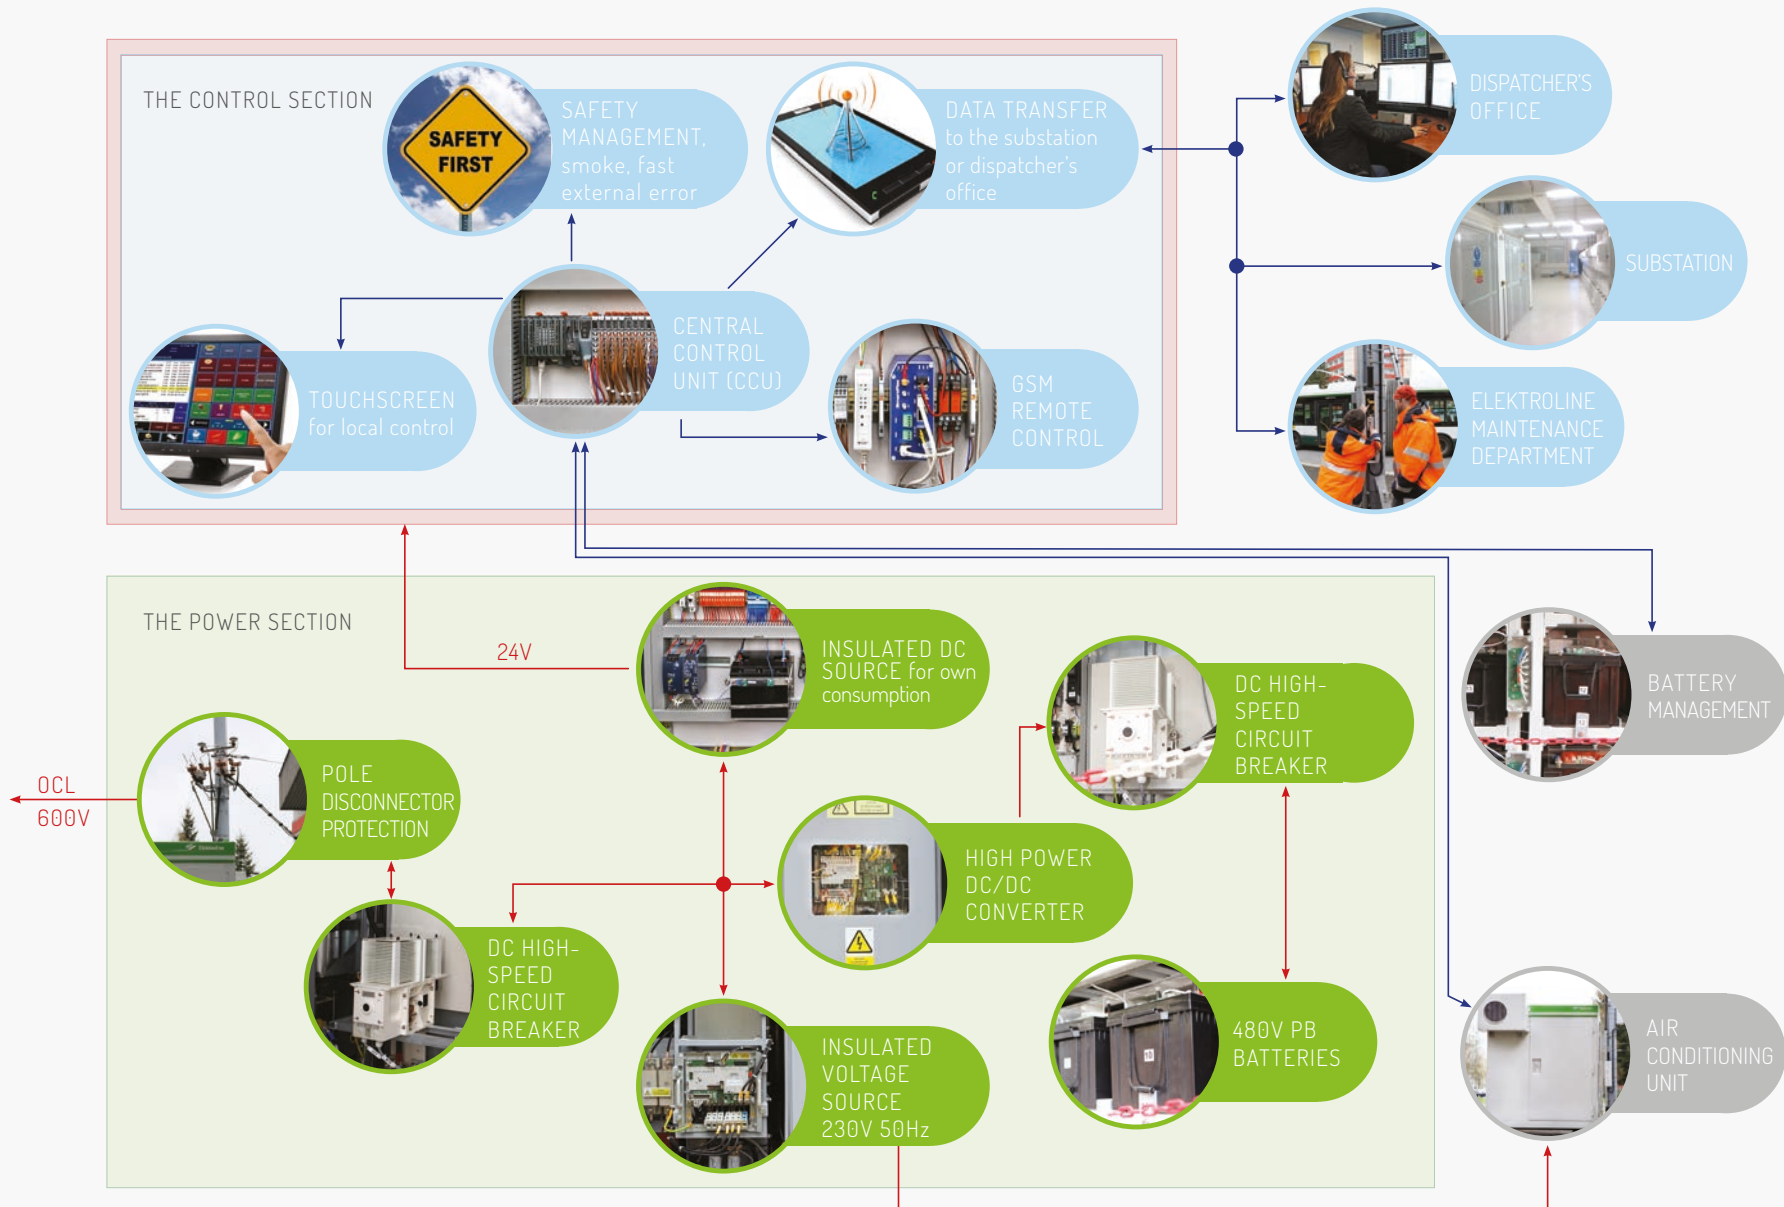 THE CONTROL SECTION
SAFETY
FIRST
SAFETY
MANAGEMENT,
smoke, fast
external error
DATA TRANSFER
to the substation
or dispatcher's
office
DISPATCHER'S
OFFICE
SUBSTATION
TOUCHSCREEN
for local control
CENTRAL
CONTROL
UNIT (CCU)
GSM
REMOTE
CONTROL
ELEKTROLINE
MAINTENANCE
DEPARTMENT
THE POWER SECTION
24V
INSULATED DC
SOURCE for own
consumption
DC HIGH-
SPEED
CIRCUIT
BREAKER
BATTERY
MANAGEMENT
OCL
600V
POLE
DISCONNECTOR
PROTECTION
HIGH POWER
DC/DC
CONVERTER
DC HIGH-
SPEED
CIRCUIT
BREAKER
INSULATED
VOLTAGE
SOURCE
230V 50Hz
480V PB
BATTERIES
AIR
CONDITIONING
UNIT